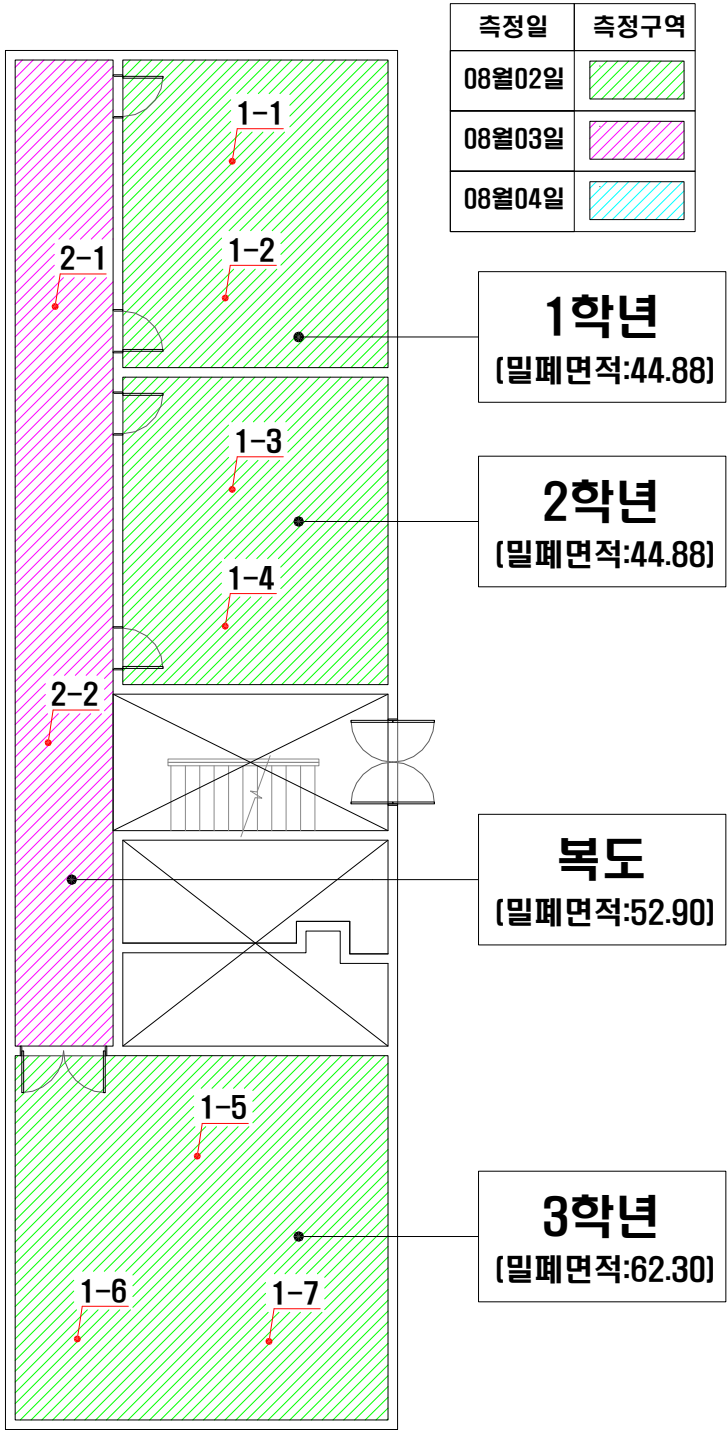 측정일 측정구역
08월02일
08월03일
08월04일
1-1
1-2
2-1
1학년
(밀폐면적:44.88)
1-3
2학년
(밀폐면적:44.88)
1-4
2-2
복도
(밀폐면적:52.90)
1-5
3학년
(밀폐면적:62.30)
1-6
1-7